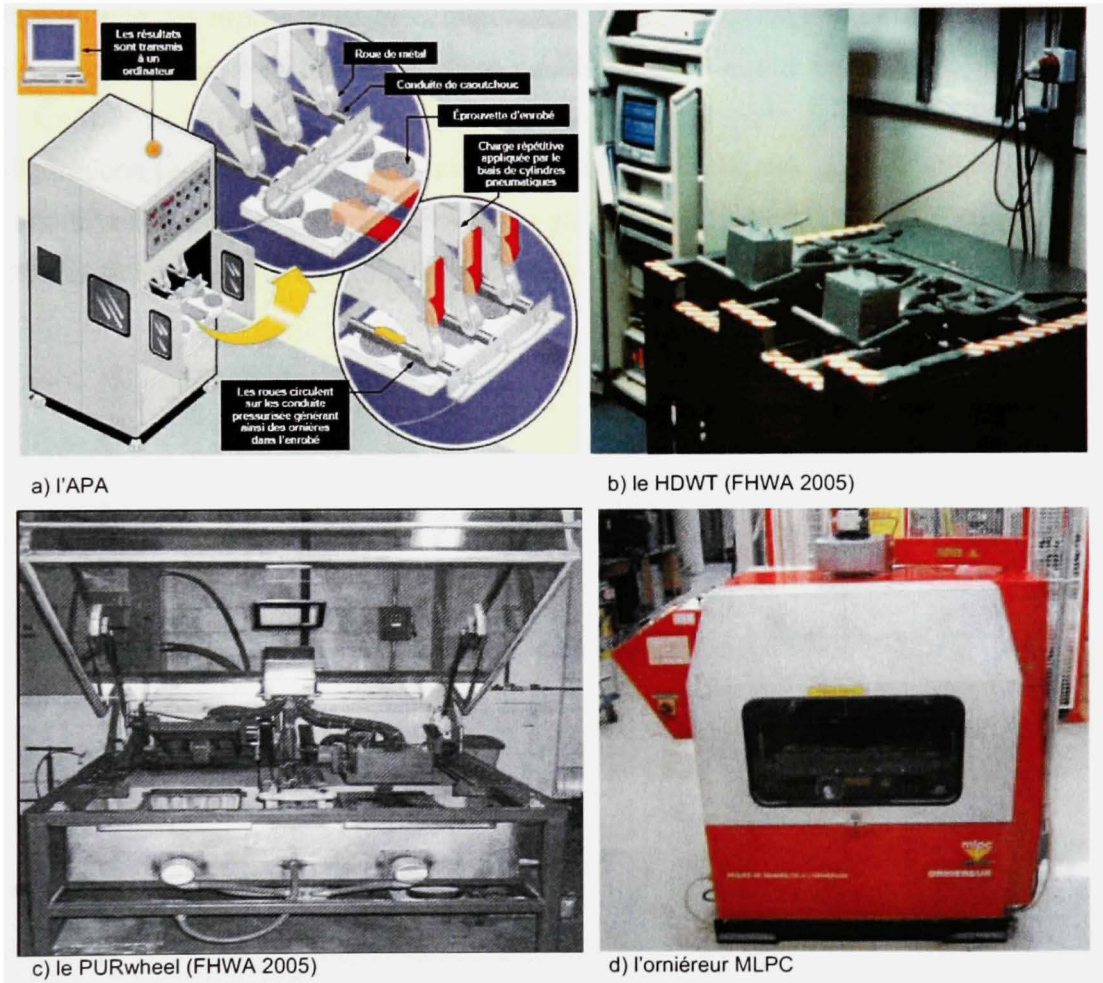 Les résultats
sont transmis
à un
ordinateur
Roue de métal
Conduite de caoutchouc
Éprouvette d'enrobé
Charge répétitive
appliquée par le
biais de cylindres
pneumatiques
Les roues circulent
sur les conduite
pressurisée générant
ainsi des ornières
dans l'enrobé
a) l'APA
b) le HDWT (FHWA 2005)
mlpc
ORNIEREUR
c) le PURwheel (FHWA 2005)
d) l'orniéreur MLPC